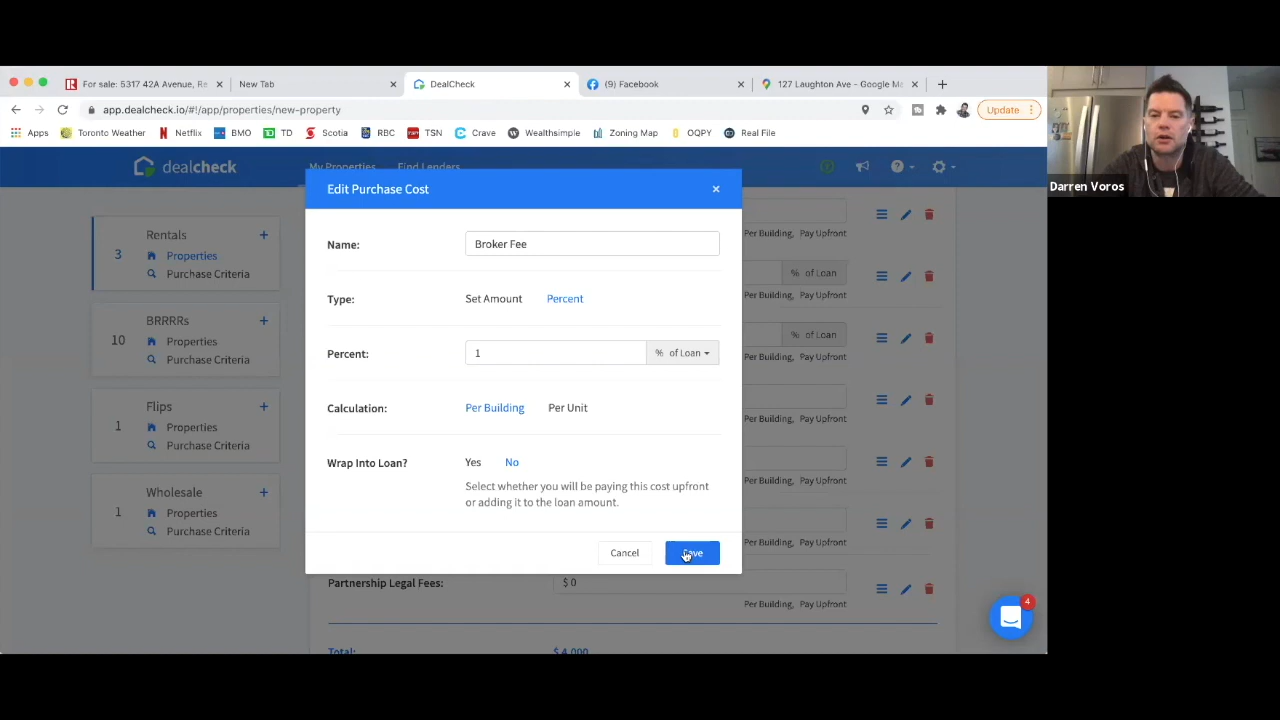 For sale: 5317 42A Avenue, Re
New Tab
DealCheck
(9) Facebook
127 Laughton Ave - Google Ma
app.dealcheck.io/#!/app/properties/new-property
Update
Apps
Toronto Weather
Netflix
BMO
TD
Scotia
RBC
TSN
Crave
Wealthsimple
Zoning Map
OQPY
Real File
Darren Voros
dealcheck
My Properties
Find Lenders
Edit Purchase Cost
Name:
Broker Fee
Type:
Set Amount
Percent
Percent:
1
% of Loan
Calculation:
Per Building
Per Unit
Wrap Into Loan?
Yes
No
Select whether you will be paying this cost upfront
or adding it to the loan amount.
Cancel
Save
3
Rentals
Properties
Purchase Criteria
10
BRRRRs
Properties
Purchase Criteria
1
Flips
Properties
Purchase Criteria
1
Wholesale
Properties
Purchase Criteria
Per Building, Pay Upfront
% of Loan
Per Building, Pay Upfront
% of Loan
Per Building, Pay Upfront
Per Building, Pay Upfront
Per Building, Pay Upfront
Per Building, Pay Upfront
Partnership Legal Fees:
$ 0
Per Building, Pay Upfront
Total:
$ 4,000
4